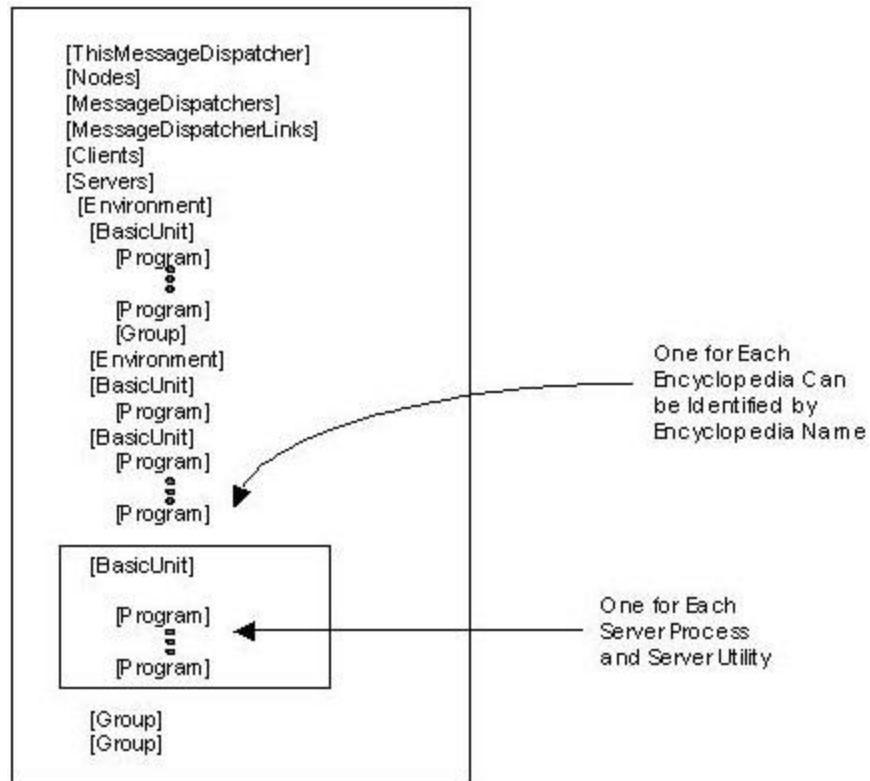 [ThisMessageDispatcher]
[Nodes]
[MessageDispatchers]
[MessageDispatcherLinks]
[Clients]
[Servers]
[Environment]
[BasicUnit]
[Program]
[Program]
[Group]
[Environment]
[BasicUnit]
[Program]
[BasicUnit]
[Program]
[Program]
One for Each
Encyclopedia Can
be Identified by
Encyclopedia Name
[BasicUnit]
[Program]
[Program]
One for Each
Server Process
and Server Utility
[Group]
[Group]